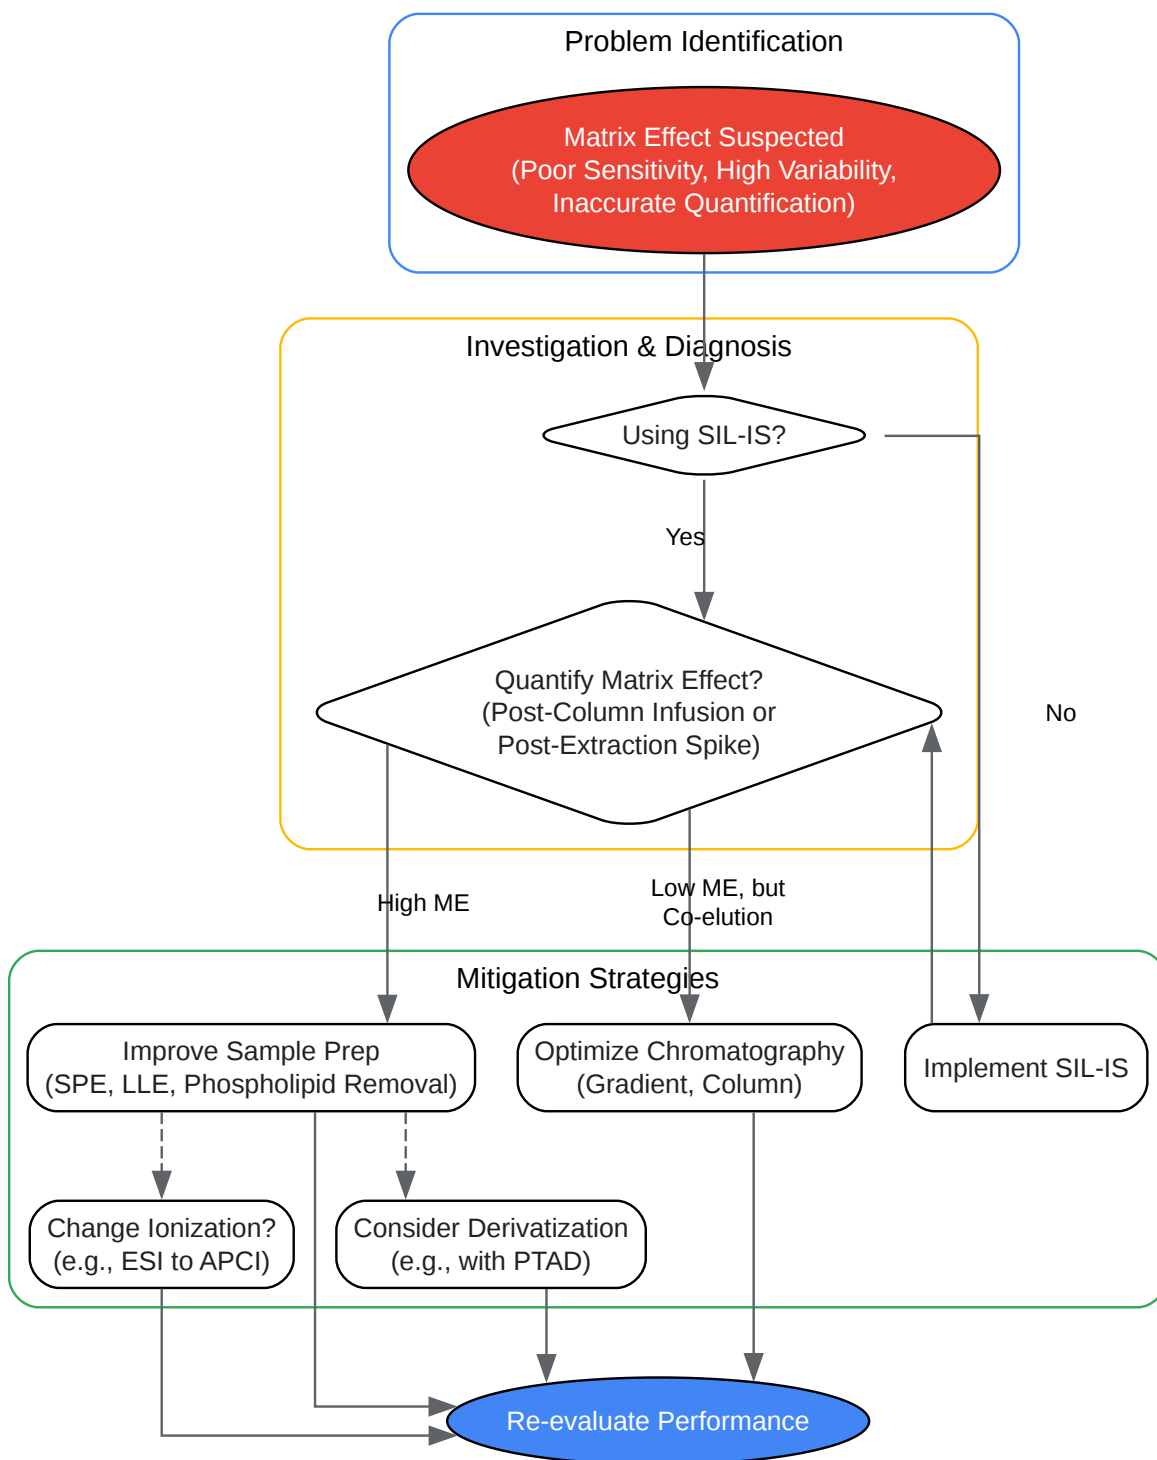 Problem Identification
Matrix Effect Suspected
(Poor Sensitivity, High Variability,
Inaccurate Quantification)
Investigation & Diagnosis
Using SIL-IS?
Yes
Quantify Matrix Effect?
(Post-Column Infusion or
Post-Extraction Spike)
No
High ME
Low ME, but
Co-elution
Mitigation Strategies
Improve Sample Prep
(SPE, LLE, Phospholipid Removal)
Optimize Chromatography
(Gradient, Column)
Implement SIL-IS
Change Ionization?
(e.g., ESI to APCI)
Consider Derivatization
(e.g., with PTAD)
Re-evaluate Performance